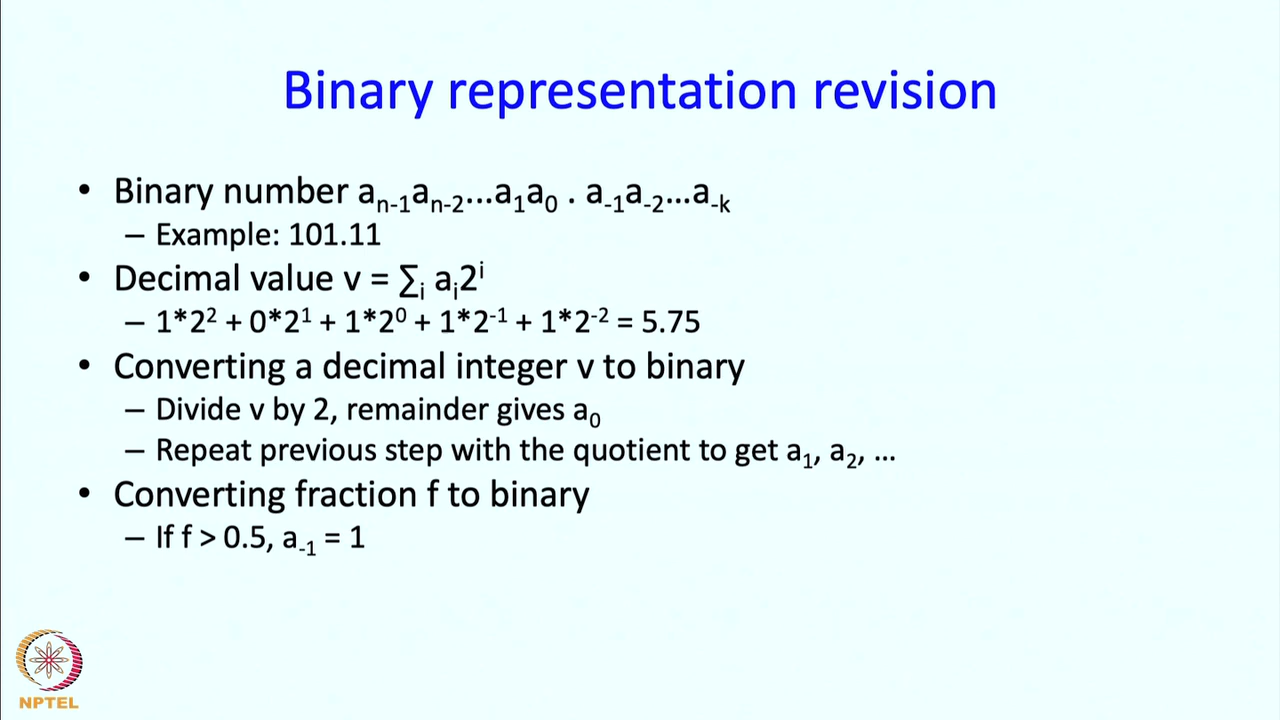 Binary representation revision
• Binary number aₙ₋₁aₙ₋₂...a₁a₀ . a₋₁a₋₂...a₋ₖ
– Example: 101.11
• Decimal value v = ∑ᵢ aᵢ2ⁱ
– 1*2² + 0*2¹ + 1*2⁰ + 1*2⁻¹ + 1*2⁻² = 5.75
• Converting a decimal integer v to binary
– Divide v by 2, remainder gives a₀
– Repeat previous step with the quotient to get a₁, a₂, ...
• Converting fraction f to binary
– If f > 0.5, a₋₁ = 1
NPTEL